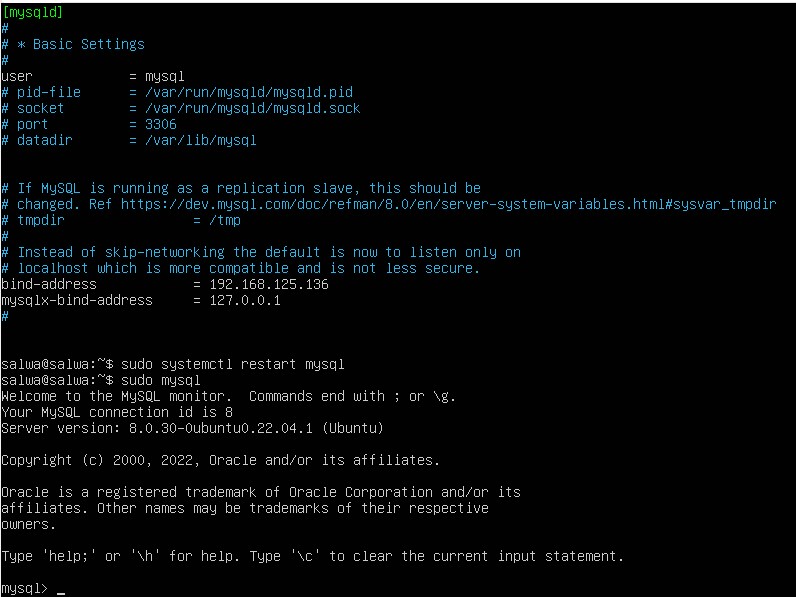 [mysqld]
#
# * Basic Settings
#
user            = mysql
# pid-file      = /var/run/mysqld/mysqld.pid
# socket        = /var/run/mysqld/mysqld.sock
# port          = 3306
# datadir       = /var/lib/mysql
# If MySQL is running as a replication slave, this should be
# changed. Ref https://dev.mysql.com/doc/refman/8.0/en/server-system-variables.html#sysvar_tmpdir
# tmpdir                = /tmp
#
# Instead of skip-networking the default is now to listen only on
# localhost which is more compatible and is not less secure.
bind-address            = 192.168.125.136
mysqlx-bind-address     = 127.0.0.1
#
salwa@salwa:~$ sudo systemctl restart mysql
salwa@salwa:~$ sudo mysql
Welcome to the MySQL monitor.  Commands end with ; or \g.
Your MySQL connection id is 8
Server version: 8.0.30-0ubuntu0.22.04.1 (Ubuntu)
Copyright (c) 2000, 2022, Oracle and/or its affiliates.
Oracle is a registered trademark of Oracle Corporation and/or its
affiliates. Other names may be trademarks of their respective
owners.
Type 'help;' or '\h' for help. Type '\c' to clear the current input statement.
mysql> _